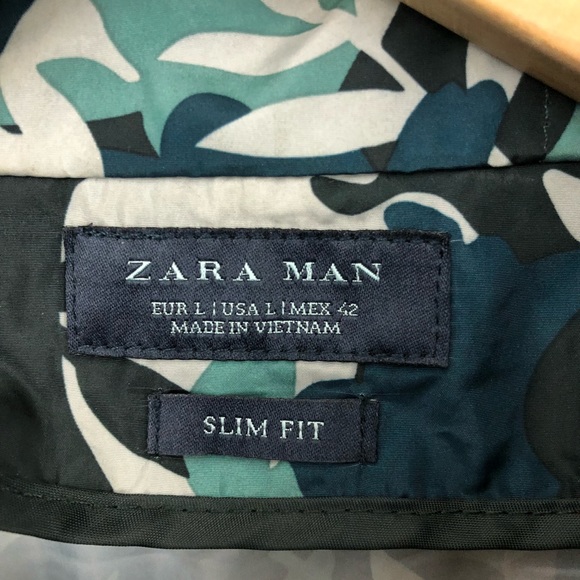 ZARA MAN
EUR L | USA L | MEX 42
MADE IN VIETNAM
SLIM FIT